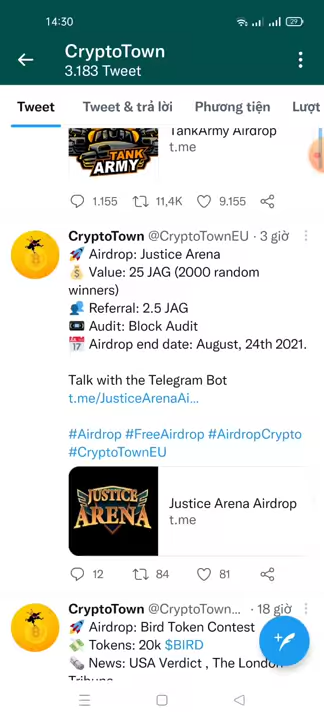 14:30
29
CryptoTown
3.183 Tweet
Tweet Tweet & trả lời Phương tiện Lượt
TANK
ARMY
TankArmy Airdrop
t.me
1.155 11,4K 9.155
CryptoTown @CryptoTownEU · 3 giờ
🚀 Airdrop: Justice Arena
💰 Value: 25 JAG (2000 random
winners)
👥 Referral: 2.5 JAG
🎟 Audit: Block Audit
📅 Airdrop end date: August, 24th 2021.
Talk with the Telegram Bot
t.me/JusticeArenaAi...
#Airdrop #FreeAirdrop #AirdropCrypto
#CryptoTownEU
JUSTICE
ARENA
Justice Arena Airdrop
t.me
12 84 81
CryptoTown @CryptoTown... · 18 giờ
🚀 Airdrop: Bird Token Contest
💸 Tokens: 20k $BIRD
🗞 News: USA Verdict , The London
Tribune